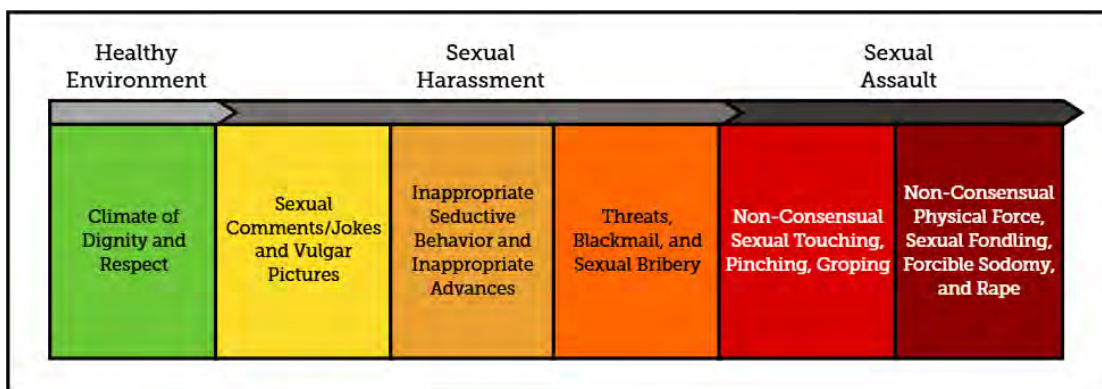 Healthy
Environment
Sexual
Harassment
Sexual
Assault
Climate of
Dignity and
Respect
Sexual
Comments/Jokes
and Vulgar
Pictures
Inappropriate
Seductive
Behavior and
Inappropriate
Advances
Threats,
Blackmail, and
Sexual Bribery
Non-Consensual
Sexual Touching,
Pinching, Groping
Non-Consensual
Physical Force,
Sexual Fondling,
Forcible Sodomy,
and Rape